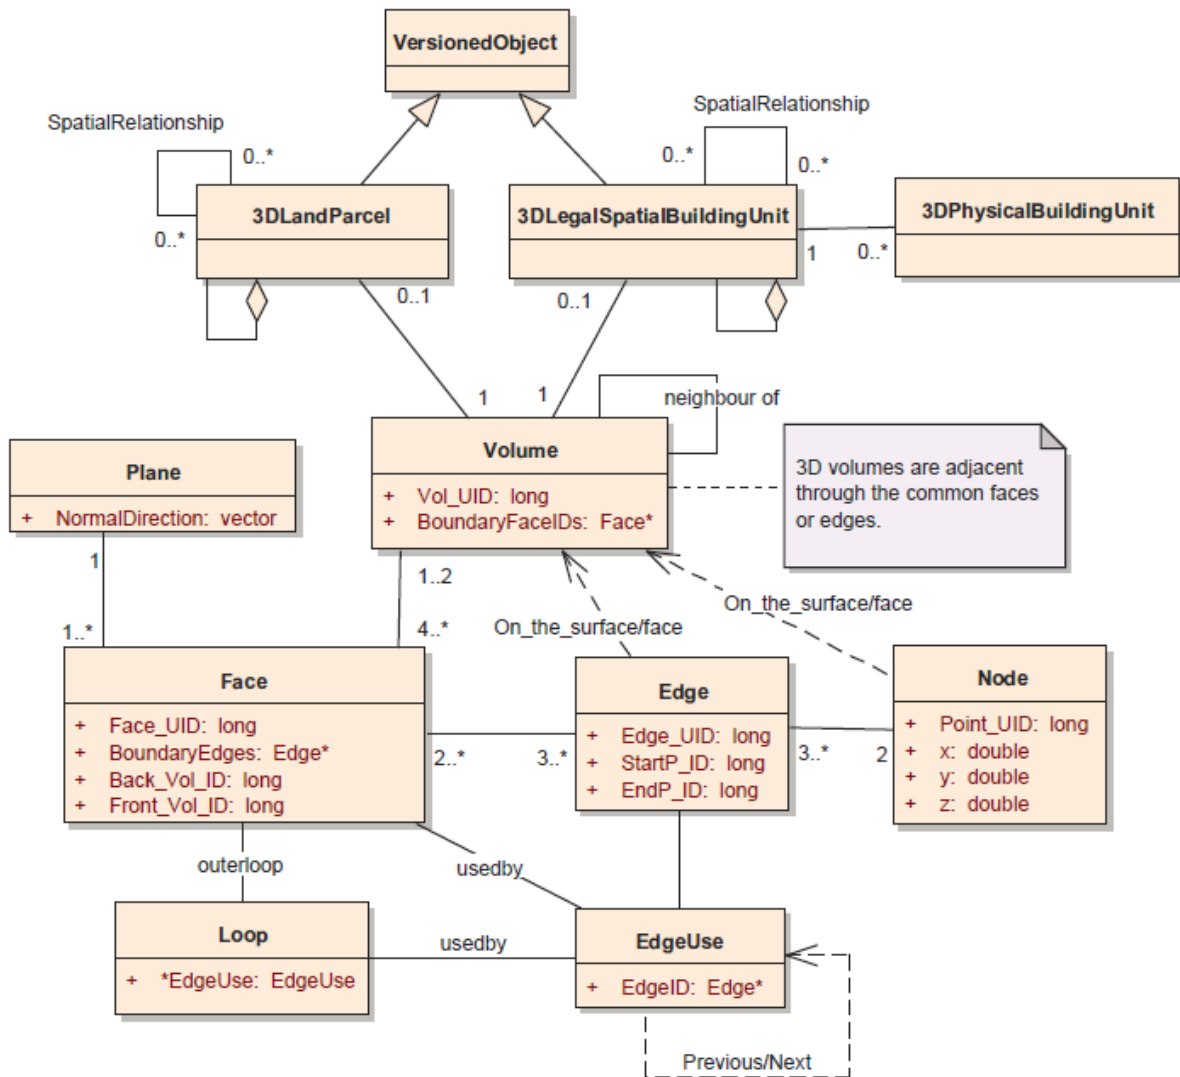 VersionedObject
SpatialRelationship
SpatialRelationship
0..*
0..*
0..*
0..*
3DLandParcel
3DLegalSpatialBuildingUnit
3DPhysicalBuildingUnit
1
0..*
0..1
0..1
1
1
neighbour of
Volume
+ Vol_UID: long
+ BoundaryFaceIDs: Face*
3D volumes are adjacent
through the common faces
or edges.
Plane
+ NormalDirection: vector
1
1..*
1..2
4..*
On_the_surface/face
On_the_surface/face
Face
+ Face_UID: long
+ BoundaryEdges: Edge*
+ Back_Vol_ID: long
+ Front_Vol_ID: long
2..*
3..*
Edge
+ Edge_UID: long
+ StartP_ID: long
+ EndP_ID: long
3..*
2
Node
+ Point_UID: long
+ x: double
+ y: double
+ z: double
outerloop
usedby
Loop
+ *EdgeUse: EdgeUse
usedby
EdgeUse
+ EdgeID: Edge*
Previous/Next